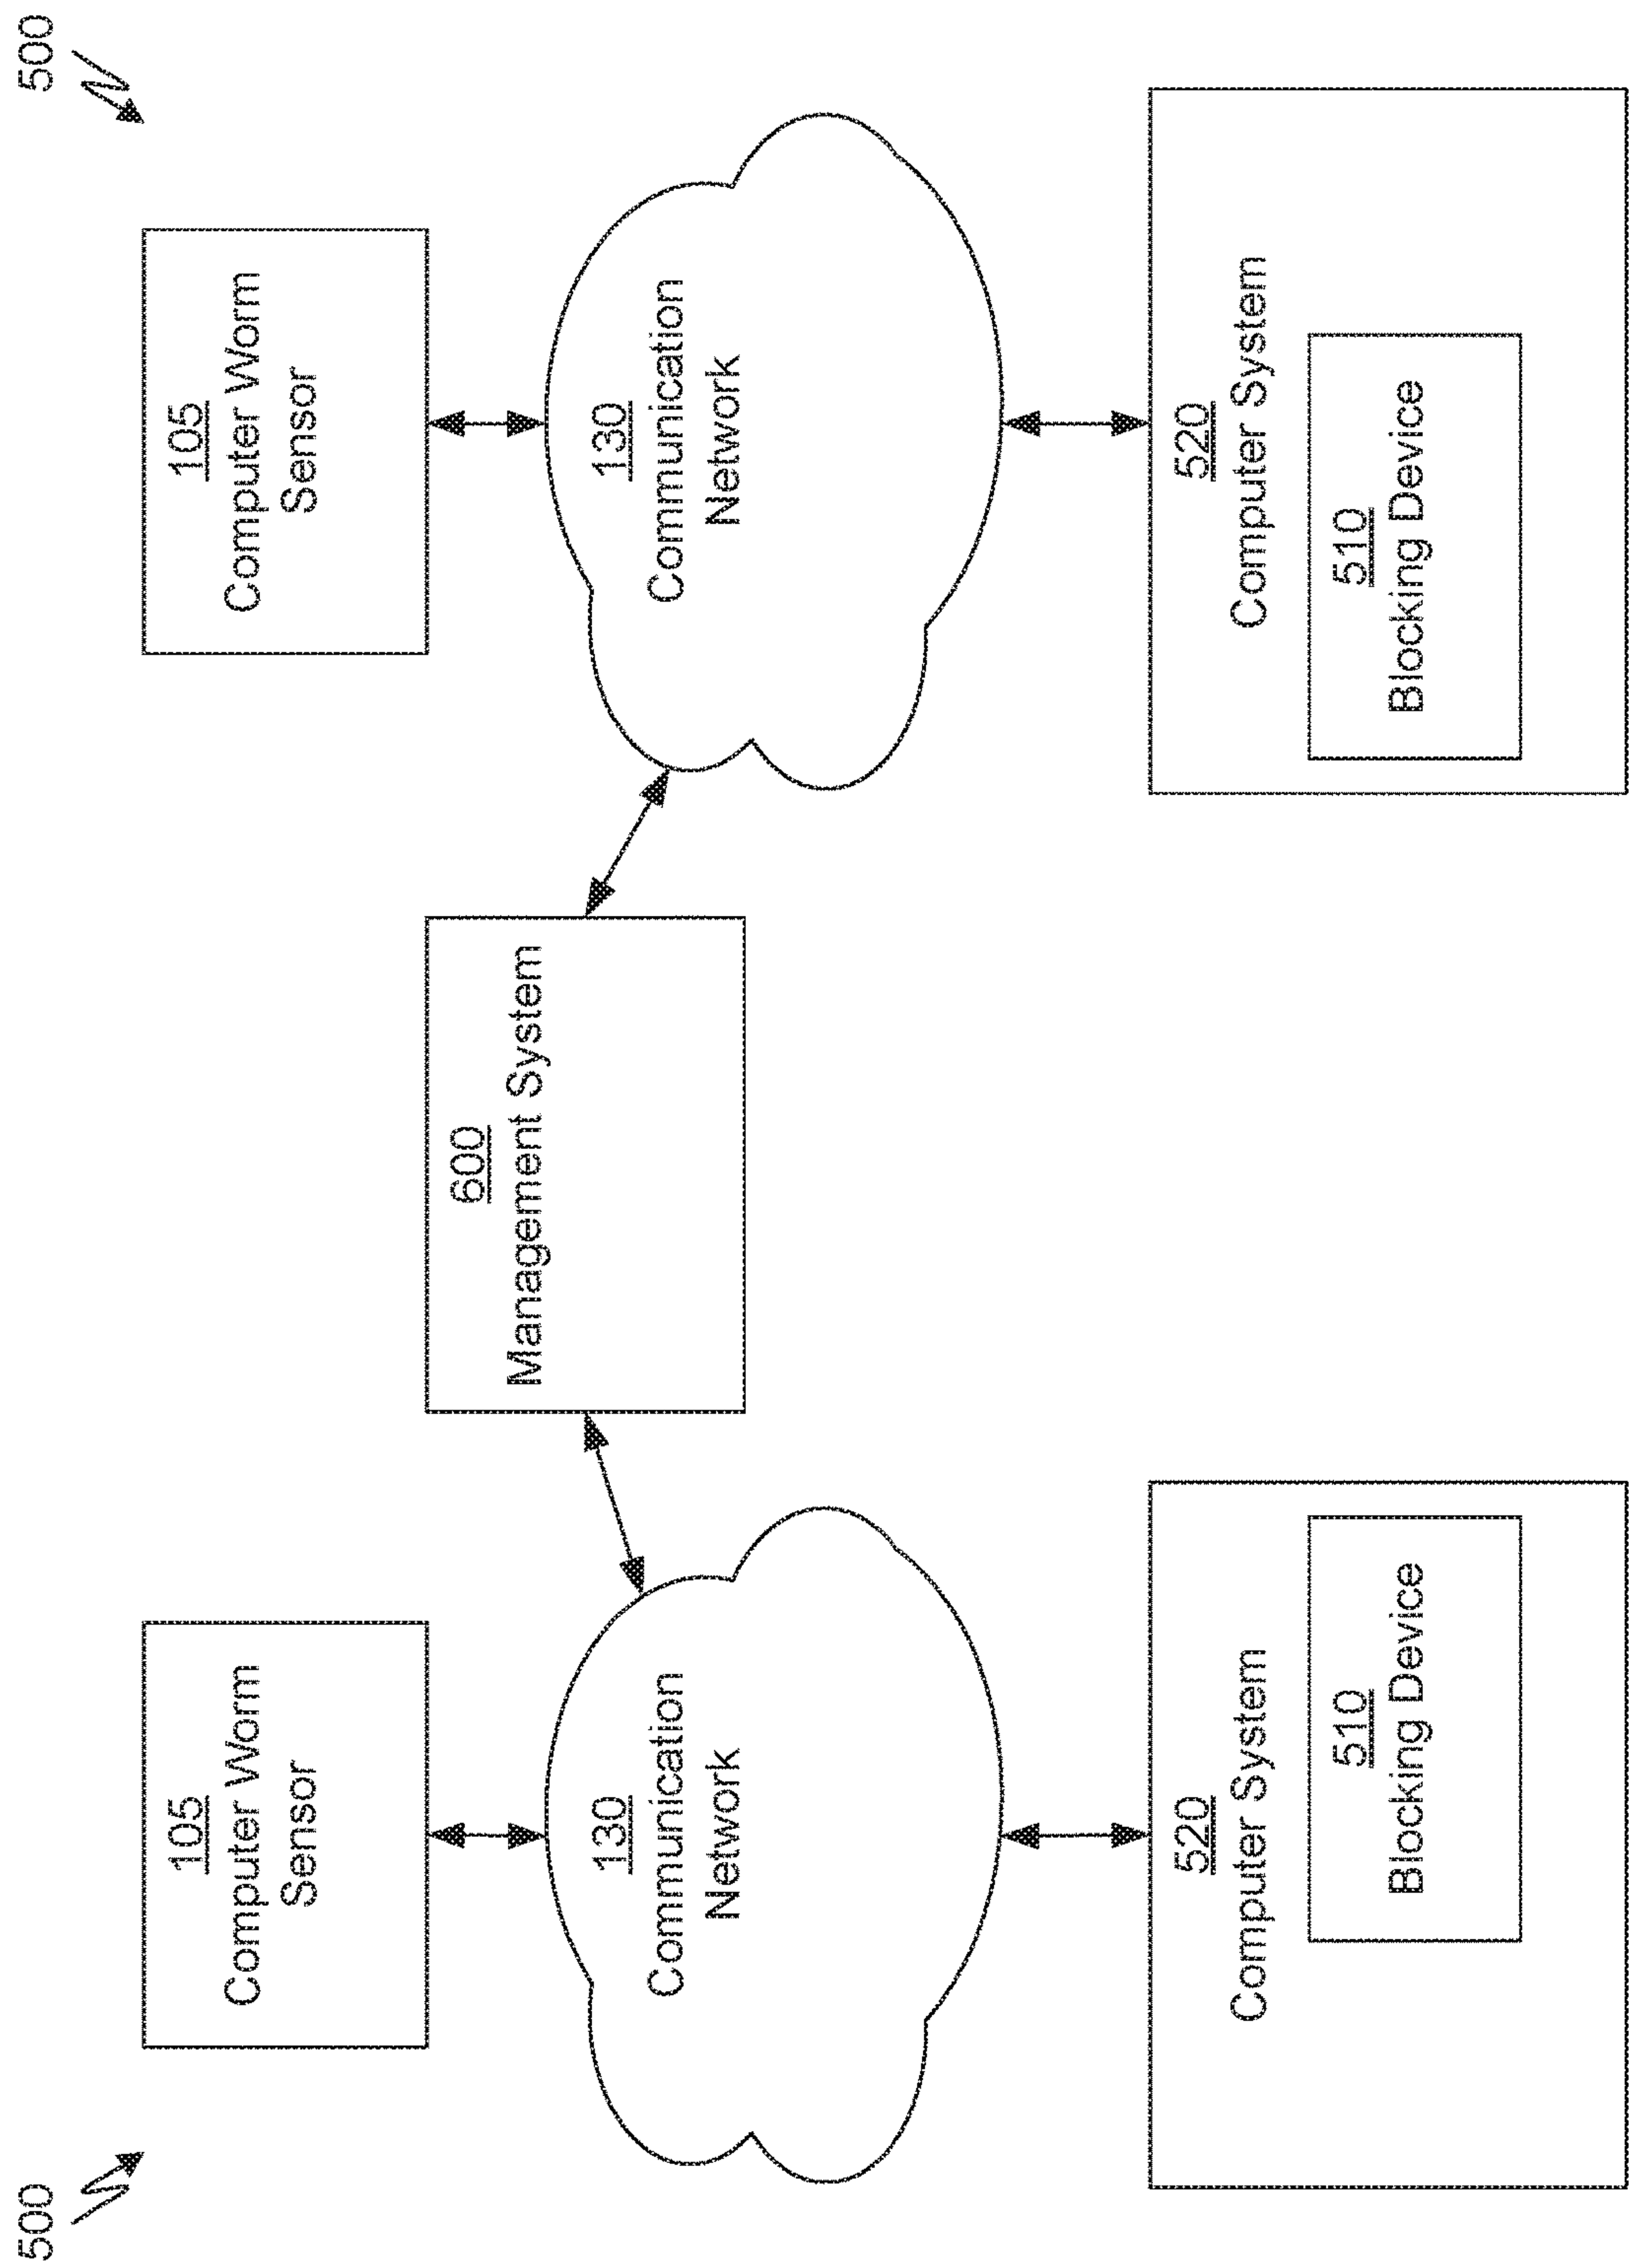 500
500
105
Computer Worm
Sensor
105
Computer Worm
Sensor
600
Management System
130
Communication
Network
130
Communication
Network
520
Computer System
510
Blocking Device
520
Computer System
510
Blocking Device